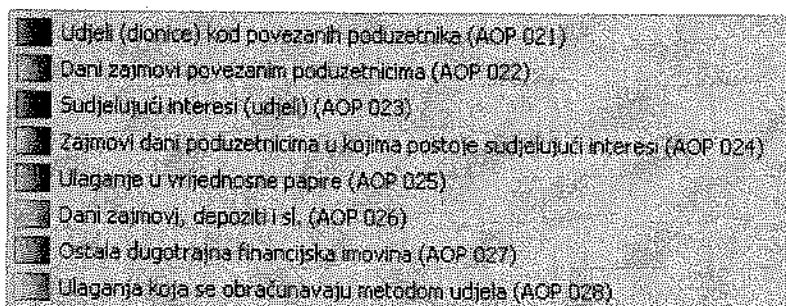 Udjeli (dionice) kod povezanih poduzetnika (AOP 021)
Dani zajmovi povezanim poduzetnicima (AOP 022)
Sudjelujući interesi (udjeli) (AOP 023)
Zajmovi dani poduzetnicima u kojima postoje sudjelujući interesi (AOP 024)
Ulaganje u vrijednosne papire (AOP 025)
Dani zajmovi, depoziti i sl. (AOP 026)
Ostala dugotrajna financijska imovina (AOP 027)
Ulaganja koja se obračunavaju metodom udjela (AOP 028)